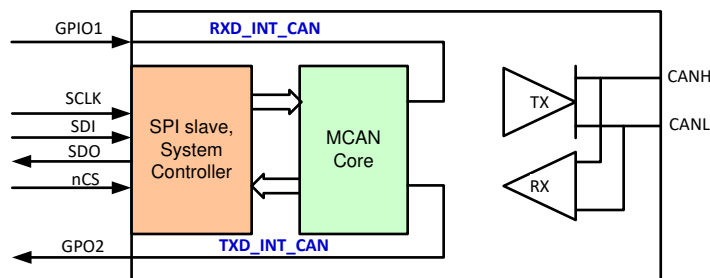 GPIO1
RXD_INT_CAN
SCLK
SDI
SDO
nCS
SPI slave,
System
Controller
MCAN
Core
TX
RX
CANH
CANL
GPO2
TXD_INT_CAN